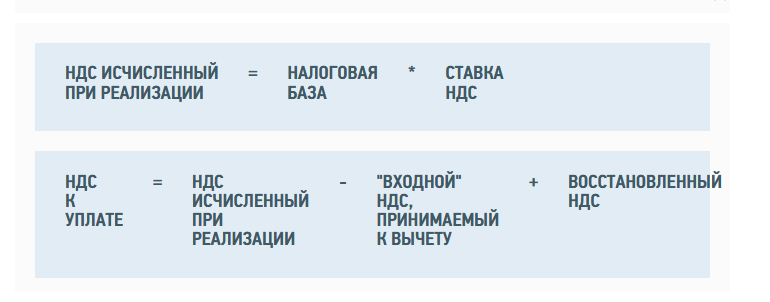 НДС ИСЧИСЛЕННЫЙ = НАЛОГОВАЯ * СТАВКА
ПРИ РЕАЛИЗАЦИИ БАЗА НДС
НДС = НДС - "ВХОДНОЙ" + ВОССТАНОВЛЕННЫЙ
К ИСЧИСЛЕННЫЙ НДС, НДС
УПЛАТЕ ПРИ ПРИНИМАЕМЫЙ
РЕАЛИЗАЦИИ К ВЫЧЕТУ